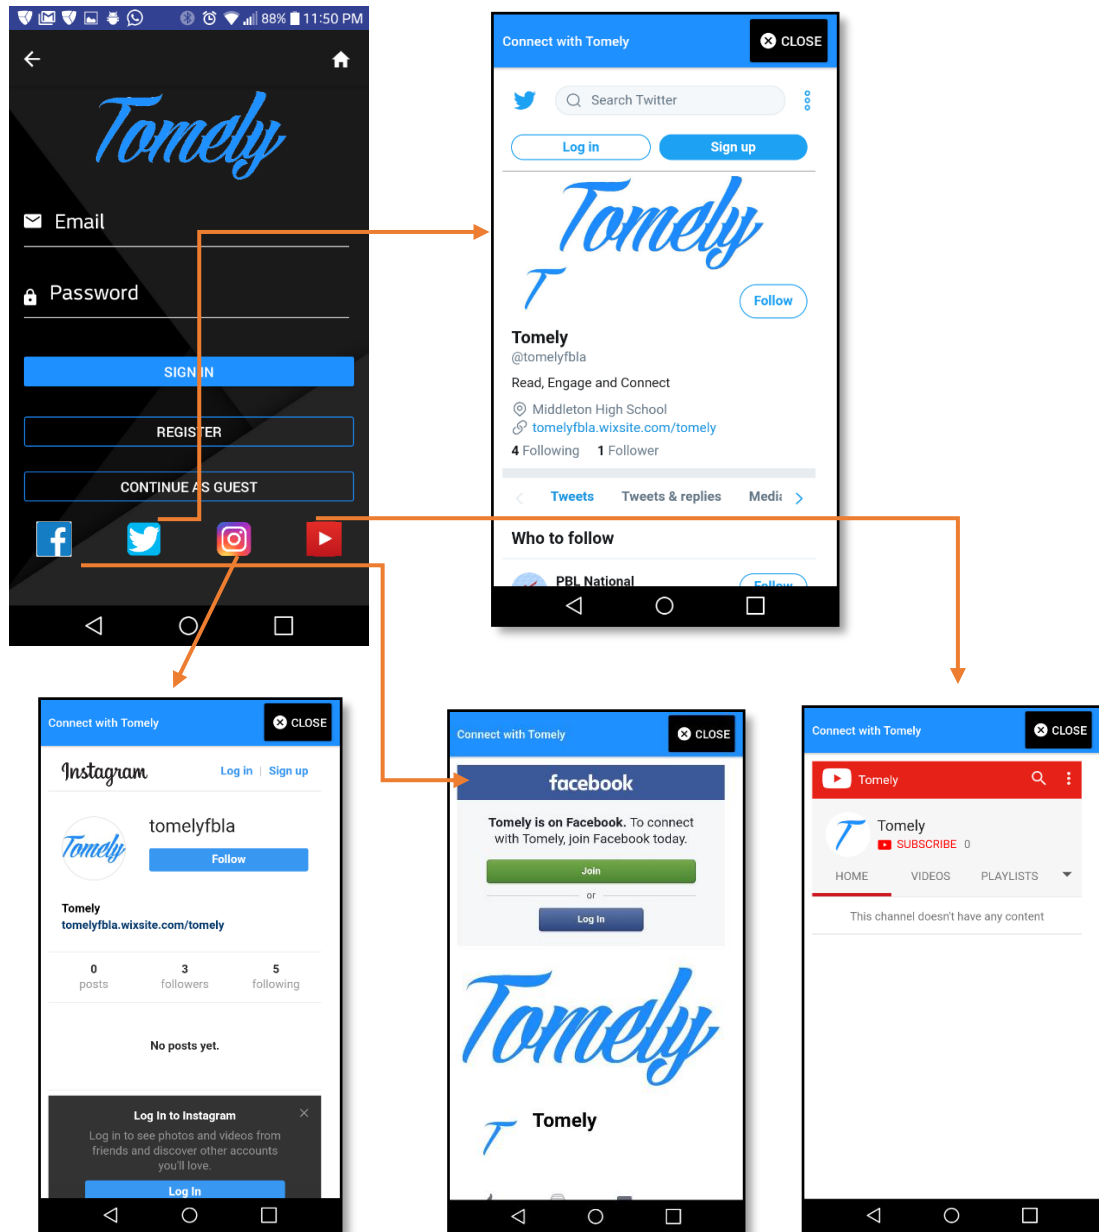 88% 11:50 PM
Tomely
Email
Password
SIGN IN
REGISTER
CONTINUE AS GUEST
Connect with Tomely
CLOSE
Search Twitter
Log in
Sign up
Tomely
T
Follow
Tomely
@tomelyfbla
Read, Engage and Connect
Middleton High School
tomelyfbla.wixsite.com/tomely
4 Following 1 Follower
Tweets Tweets & replies Media
Who to follow
PBL National
Follow
Connect with Tomely
CLOSE
Instagram
Log in | Sign up
Tomely
tomelyfbla
Follow
Tomely
tomelyfbla.wixsite.com/tomely
0 3 5
posts followers following
No posts yet.
Log In to Instagram
Log in to see photos and videos from
friends and discover other accounts
you'll love.
Log In
Connect with Tomely
CLOSE
facebook
Tomely is on Facebook. To connect
with Tomely, join Facebook today.
Join
or
Log In
Tomely
T
Tomely
Connect with Tomely
CLOSE
Tomely
T
Tomely
SUBSCRIBE 0
HOME VIDEOS PLAYLISTS
This channel doesn't have any content